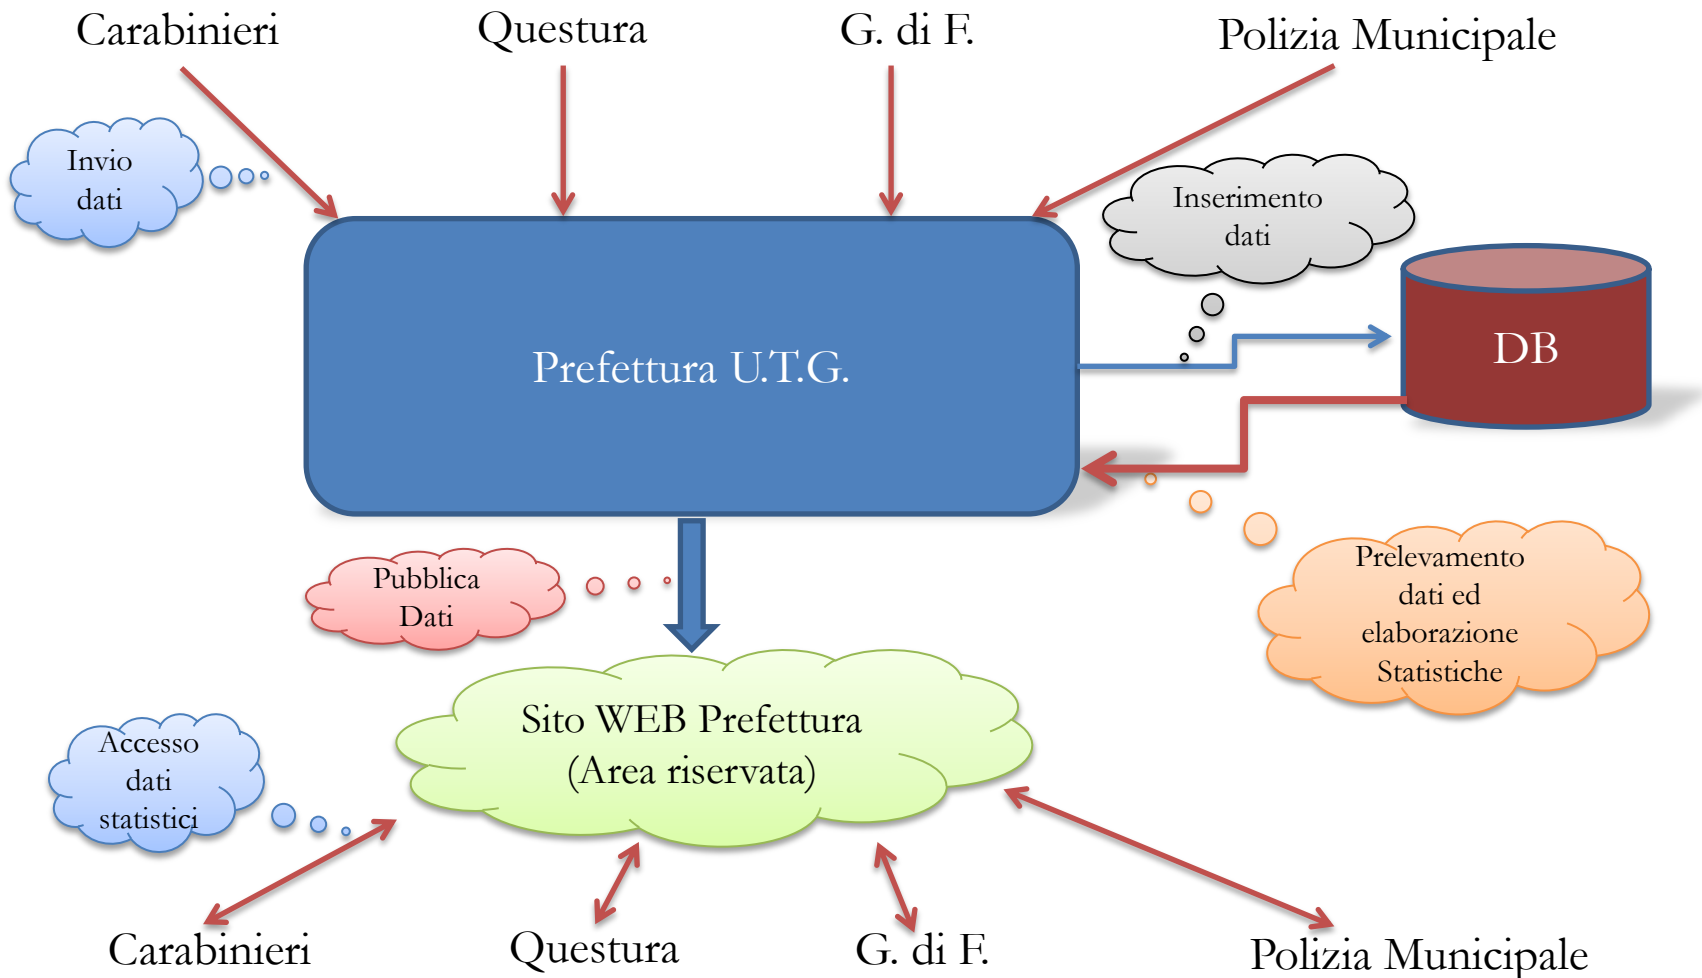 Carabinieri
Questura
G. di F.
Polizia Municipale
Invio
dati
Inserimento
dati
Prefettura U.T.G.
DB
Pubblica
Dati
Prelevamento
dati ed
elaborazione
Statistiche
Sito WEB Prefettura
(Area riservata)
Accesso
dati
statistici
Carabinieri
Questura
G. di F.
Polizia Municipale